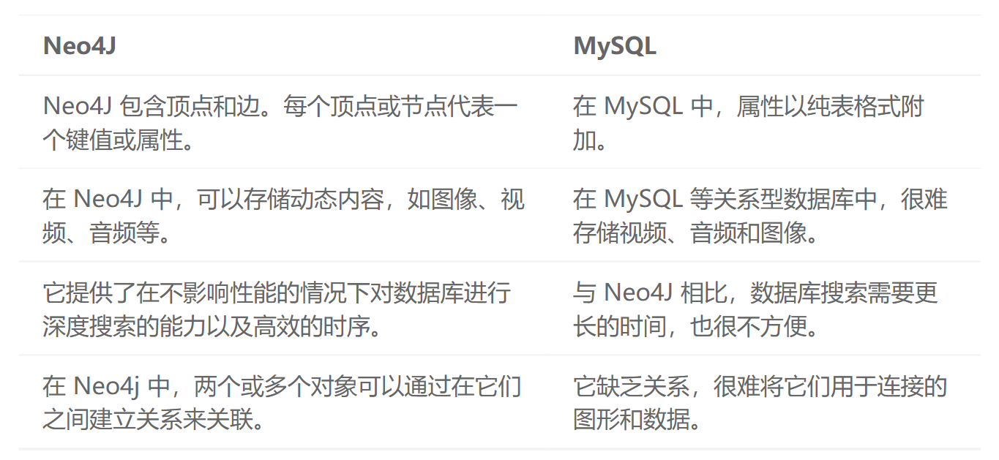 Neo4J
MySQL
Neo4J 包含顶点和边。每个顶点或节点代表一
个键值或属性。
在 MySQL 中，属性以纯表格式附
加。
在 Neo4J 中，可以存储动态内容，如图像、视
频、音频等。
在 MySQL 等关系型数据库中，很难
存储视频、音频和图像。
它提供了在不影响性能的情况下对数据库进行
深度搜索的能力以及高效的时序。
与 Neo4J 相比，数据库搜索需要更
长的时间，也很不方便。
在 Neo4j 中，两个或多个对象可以通过在它们
之间建立关系来关联。
它缺乏关系，很难将它们用于连接的
图形和数据。